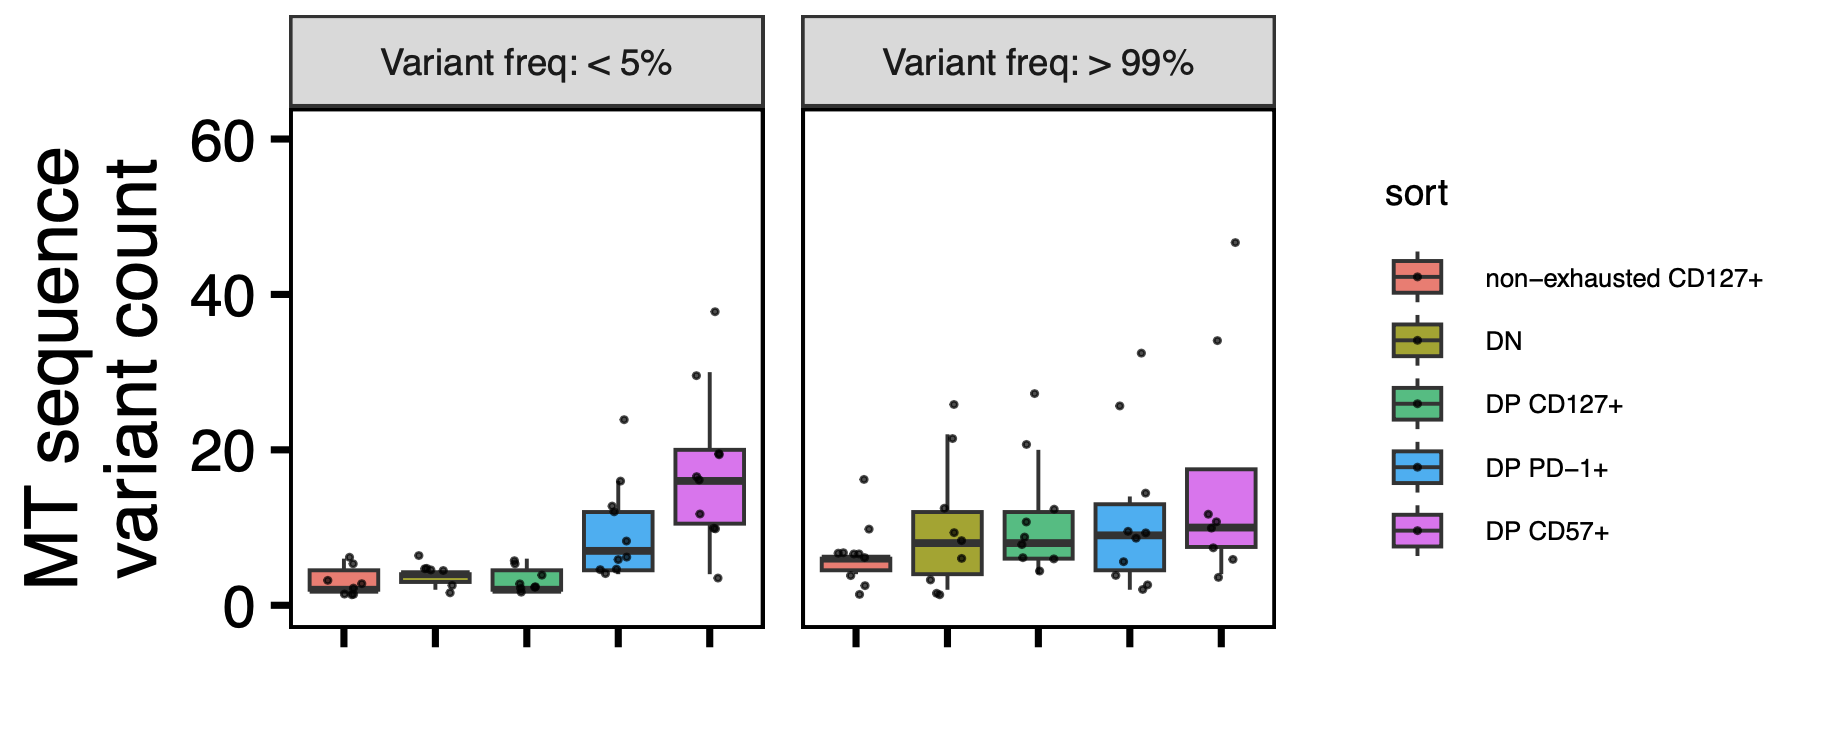 Variant freq: < 5%
Variant freq: > 99%
MT sequence
variant count
60
40
20
0
sort
non−exhausted CD127+
DN
DP CD127+
DP PD−1+
DP CD57+